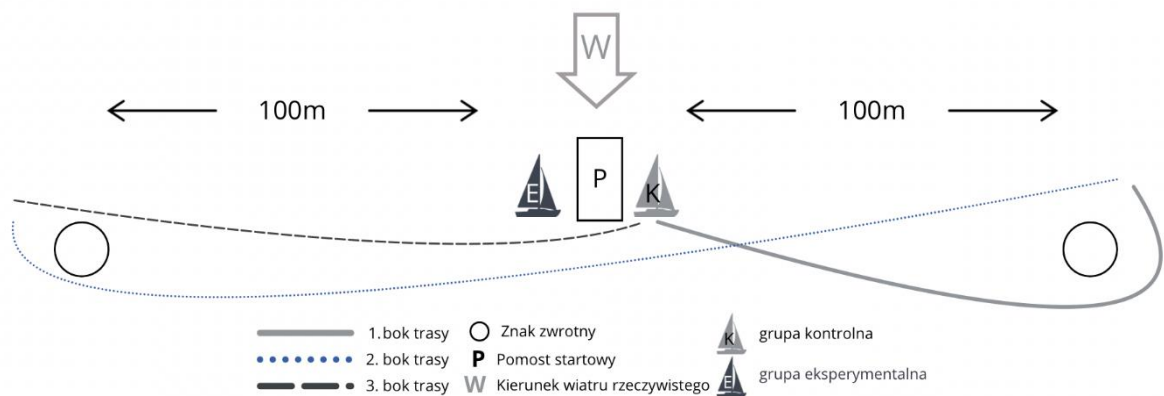 W
100m
100m
E
P
K
1. bok trasy
2. bok trasy
3. bok trasy
Znak zwrotny
P Pomost startowy
W Kierunek wiatru rzeczywistego
K grupa kontrolna
E grupa eksperymentalna